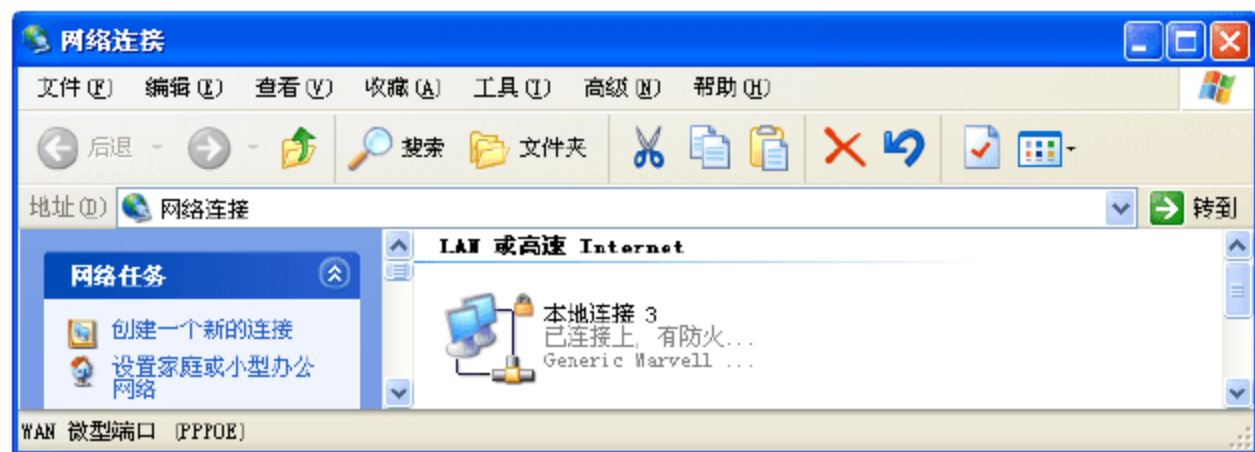 网络连接
文件(F) 编辑(E) 查看(V) 收藏(A) 工具(T) 高级(N) 帮助(H)
后退 搜索 文件夹
地址(D) 网络连接 转到
网络任务
创建一个新的连接
设置家庭或小型办公
网络
LAN 或高速 Internet
本地连接 3
已连接上, 有防火...
Generic Marvell ...
WAN 微型端口 (PPPOE)